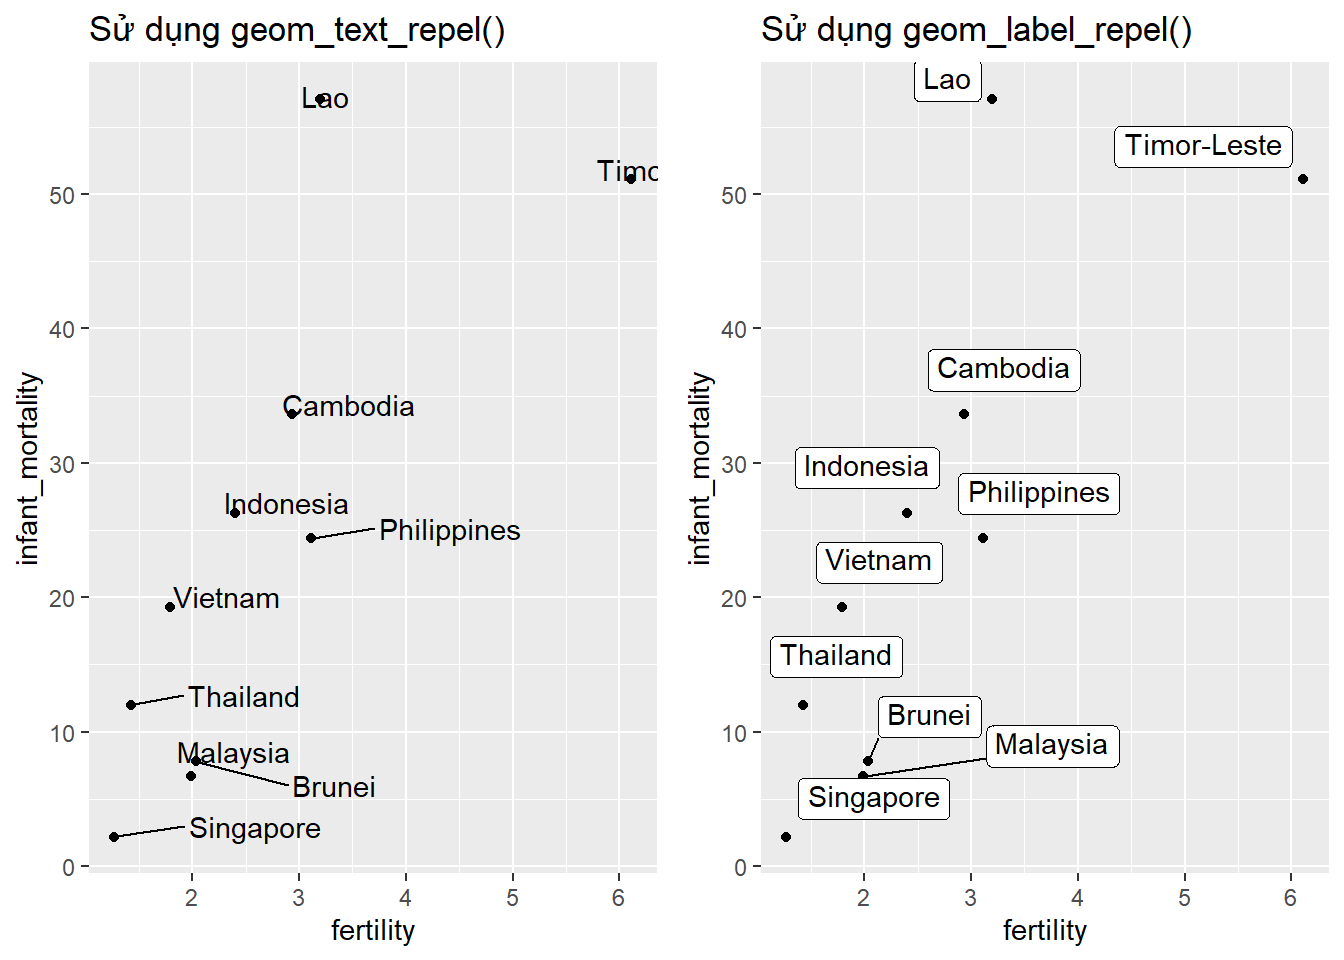 Sử dụng geom_text_repel()
infant_mortality
50
40
30
20
10
0
Lao
Timo
Cambodia
Indonesia
Philippines
Vietnam
Thailand
Malaysia
Brunei
Singapore
2 3 4 5 6
fertility
Sử dụng geom_label_repel()
infant_mortality
50
40
30
20
10
0
Lao
Timor-Leste
Cambodia
Indonesia
Philippines
Vietnam
Thailand
Brunei
Malaysia
Singapore
2 3 4 5 6
fertility